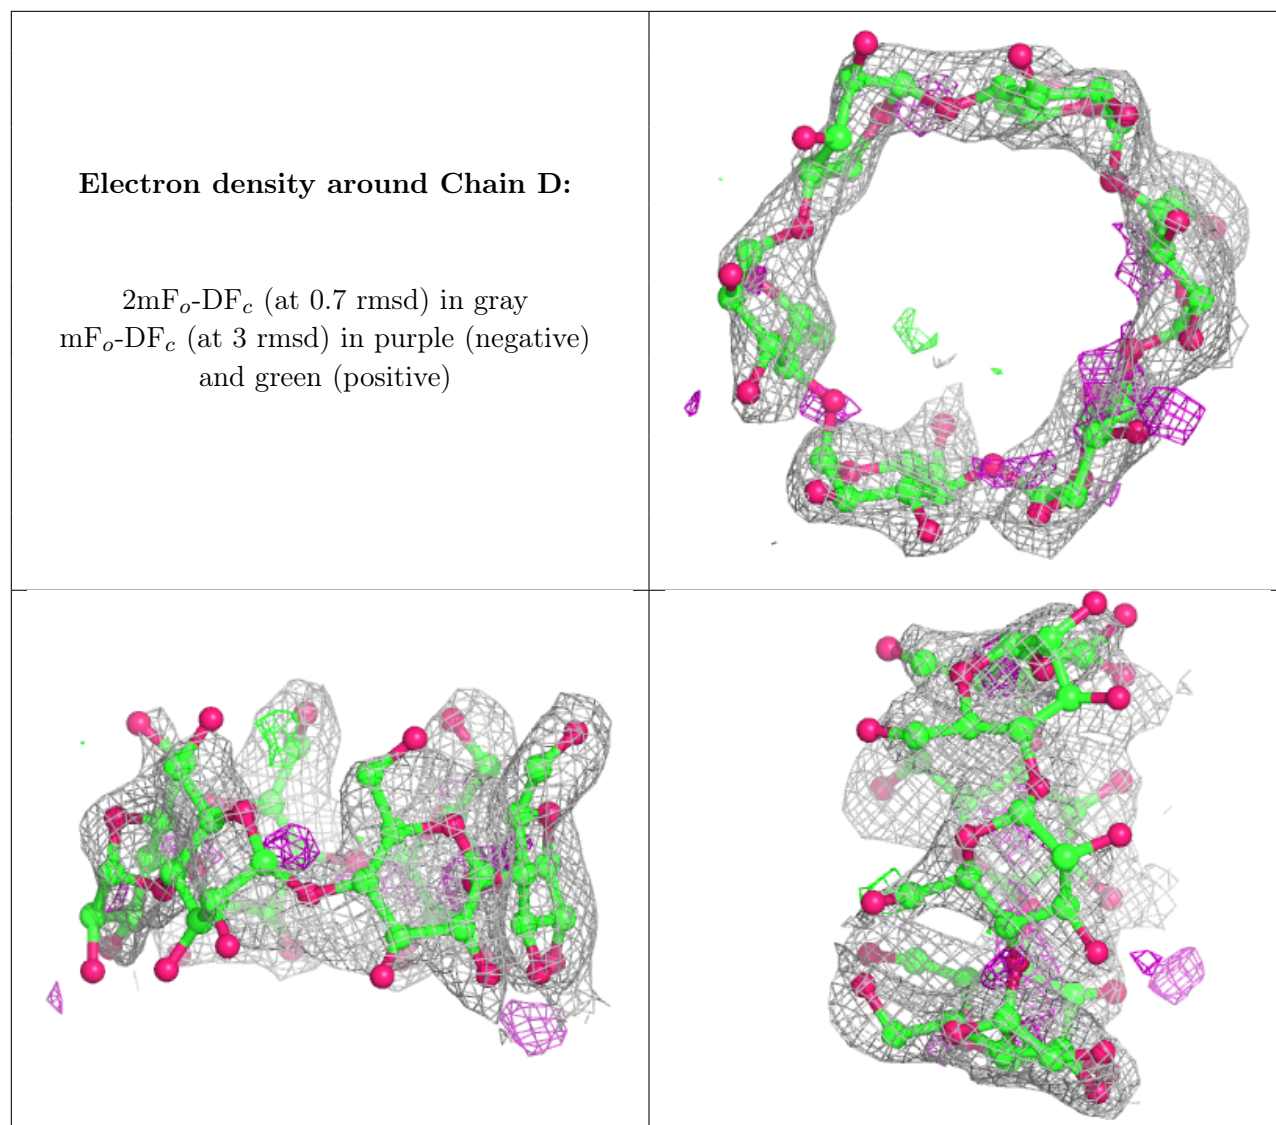 Electron density around Chain D:
2mFo-DFc (at 0.7 rmsd) in gray
mFo-DFc (at 3 rmsd) in purple (negative)
and green (positive)